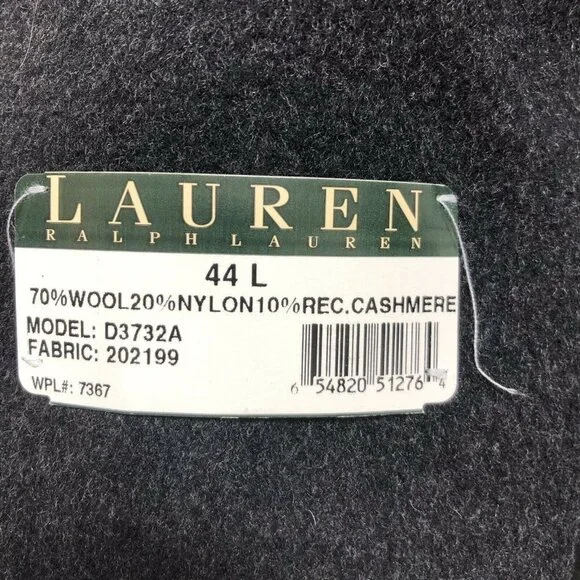 LAUREN
RALPH LAUREN
44 L
70%WOOL20%NYLON10%REC.CASHMERE
MODEL: D3732A
FABRIC: 202199
WPL#: 7367
6 54820 51276 4